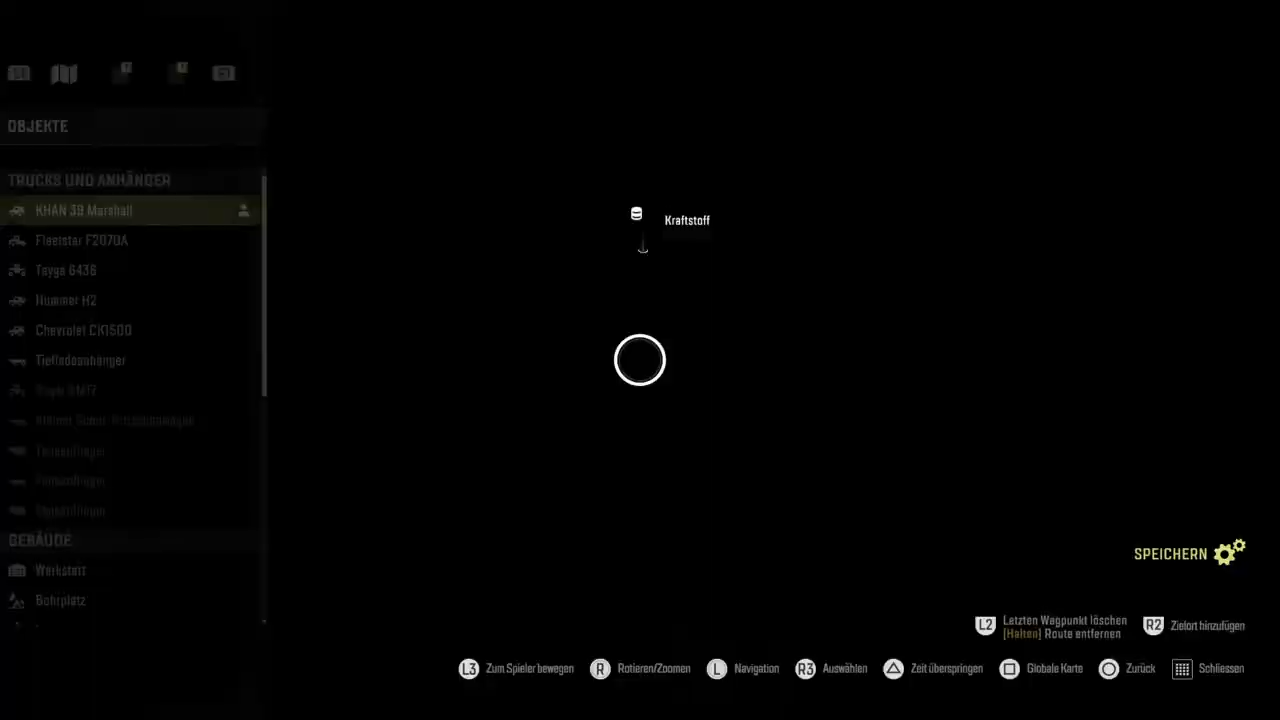 L1
R1
OBJEKTE
TRUCKS UND ANHÄNGER
KHAN 39 Marshall
Fleetstar F2070A
Tayga 6436
Hummer H2
Chevrolet CK1500
Tiefladeanhänger
GEBÄUDE
Werkstatt
Bohrplatz
Kraftstoff
SPEICHERN
L2 Letzten Wegpunkt löschen
[Halten] Route entfernen
R2 Zielort hinzufügen
L3 Zum Spieler bewegen
R Rotieren/Zoomen
L Navigation
R3 Auswählen
Zeit überspringen
Globale Karte
Zurück
Schliessen